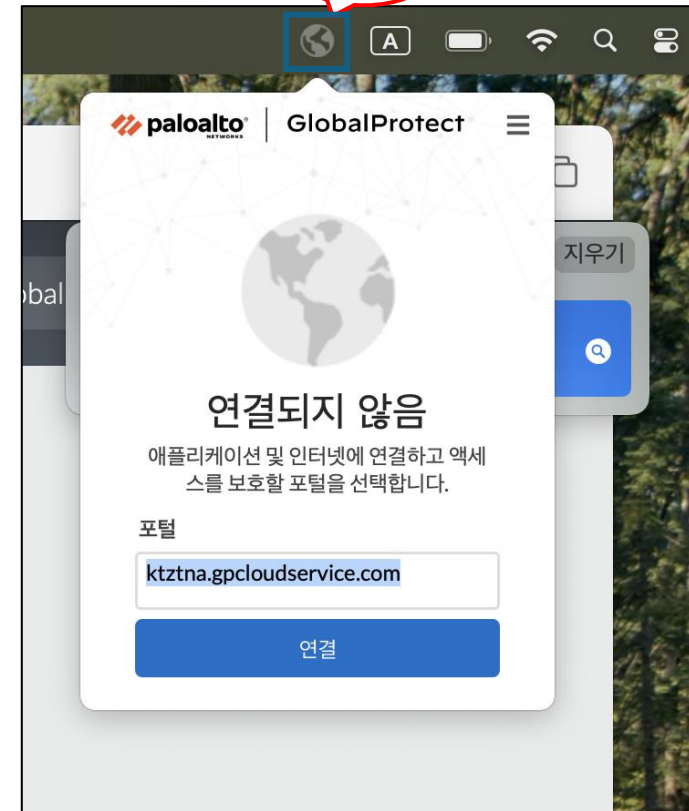 A
paloalto® | GlobalProtect
NETWORKS
지우기
obal
연결되지 않음
애플리케이션 및 인터넷에 연결하고 액세
스를 보호할 포털을 선택합니다.
포털
ktztna.gpcloudservice.com
연결